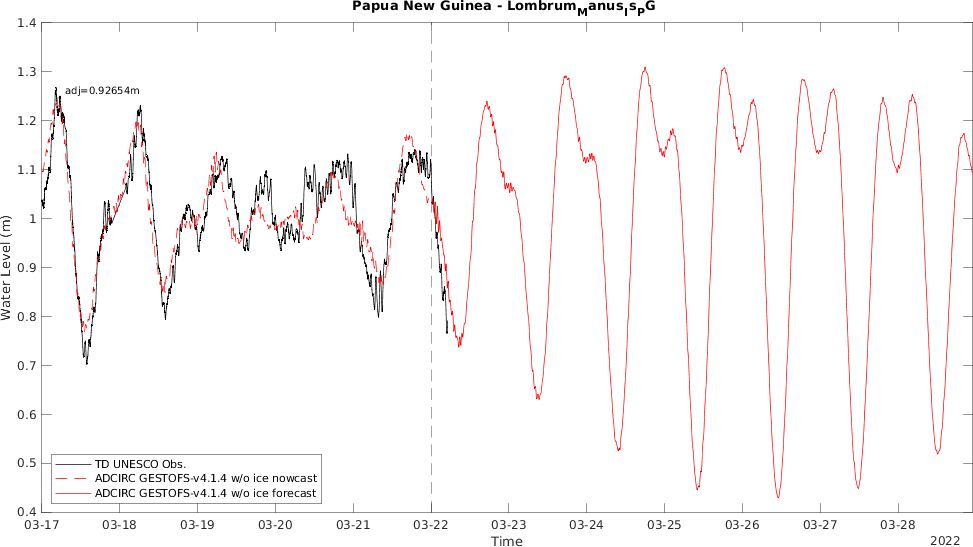 Papua New Guinea - LombrumManusIsPG
1.4
1.3
adj=0.92654m
1.2
1.1
1
0.9
0.8
0.7
0.6
0.5
0.4
Water Level (m)
TD UNESCO Obs.
ADCIRC GESTOFS-v4.1.4 w/o ice nowcast
ADCIRC GESTOFS-v4.1.4 w/o ice forecast
03-17 03-18 03-19 03-20 03-21 03-22 03-23 03-24 03-25 03-26 03-27 03-28
Time
2022